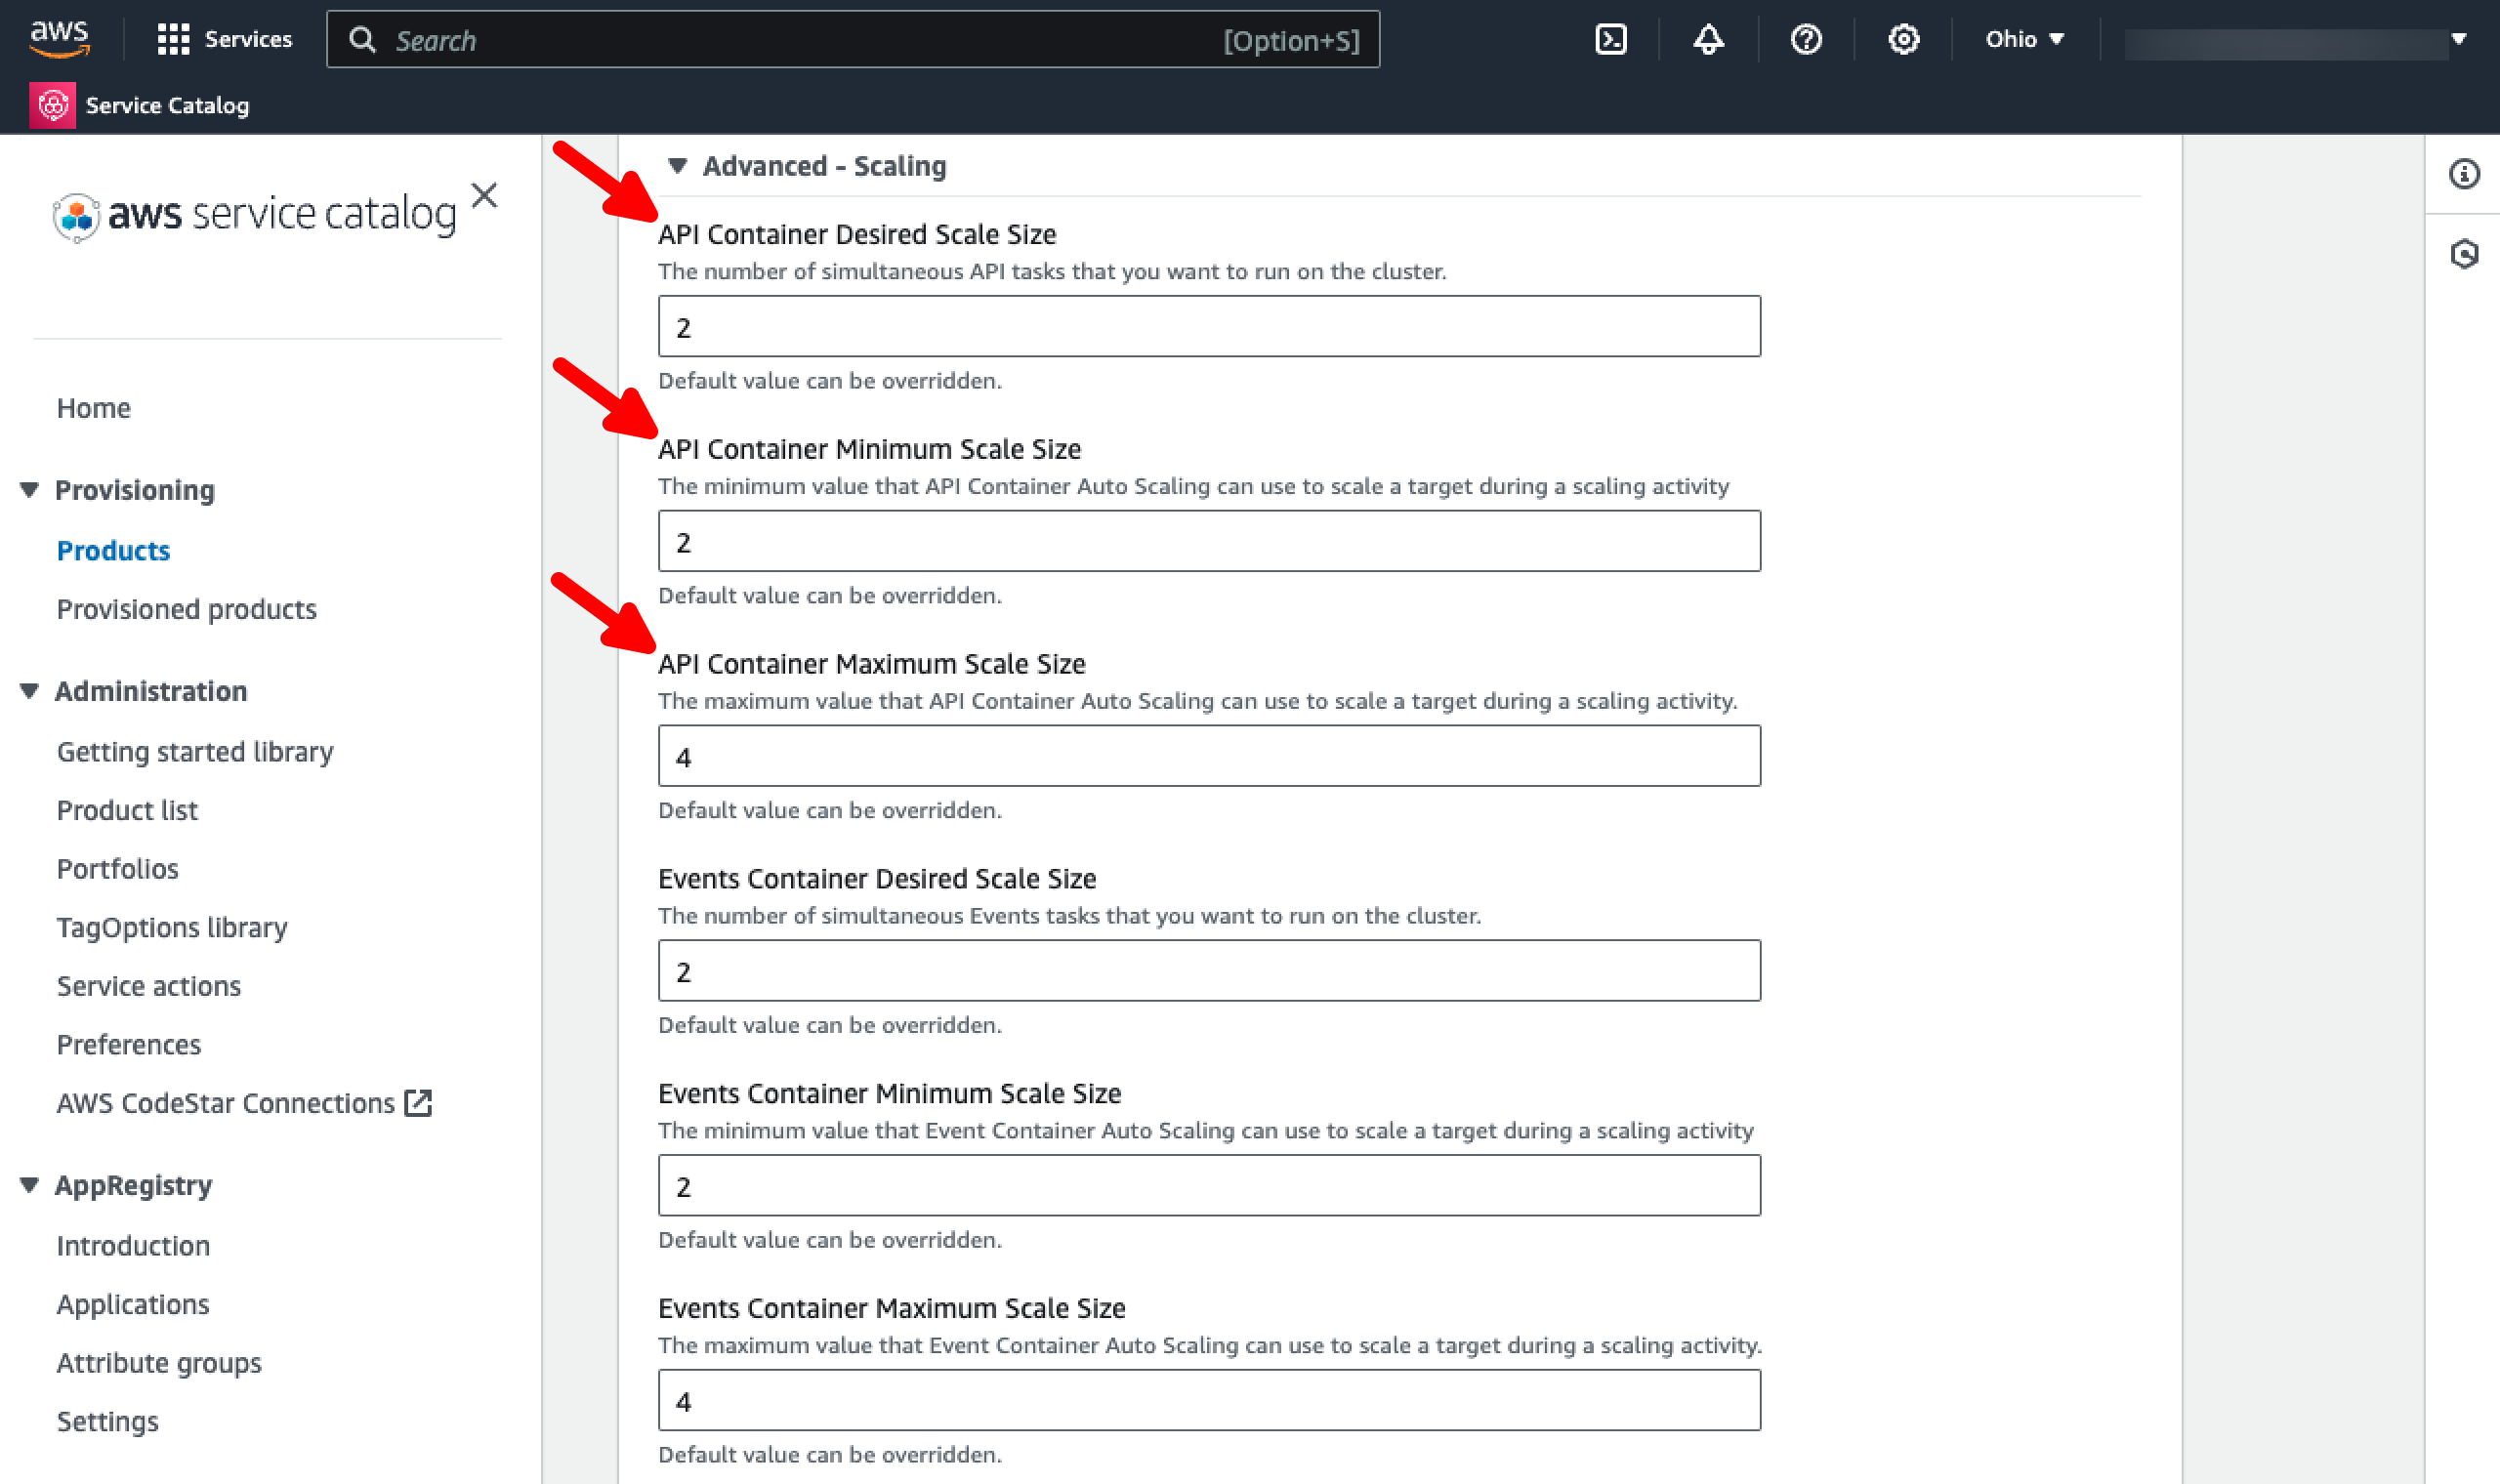 aws
Services
Search
[Option+S]
Ohio
Service Catalog
aws service catalog
Home
Provisioning
Products
Provisioned products
Administration
Getting started library
Product list
Portfolios
TagOptions library
Service actions
Preferences
AWS CodeStar Connections
AppRegistry
Introduction
Applications
Attribute groups
Settings
Advanced - Scaling
API Container Desired Scale Size
The number of simultaneous API tasks that you want to run on the cluster.
2
Default value can be overridden.
API Container Minimum Scale Size
The minimum value that API Container Auto Scaling can use to scale a target during a scaling activity
2
Default value can be overridden.
API Container Maximum Scale Size
The maximum value that API Container Auto Scaling can use to scale a target during a scaling activity.
4
Default value can be overridden.
Events Container Desired Scale Size
The number of simultaneous Events tasks that you want to run on the cluster.
2
Default value can be overridden.
Events Container Minimum Scale Size
The minimum value that Event Container Auto Scaling can use to scale a target during a scaling activity
2
Default value can be overridden.
Events Container Maximum Scale Size
The maximum value that Event Container Auto Scaling can use to scale a target during a scaling activity.
4
Default value can be overridden.